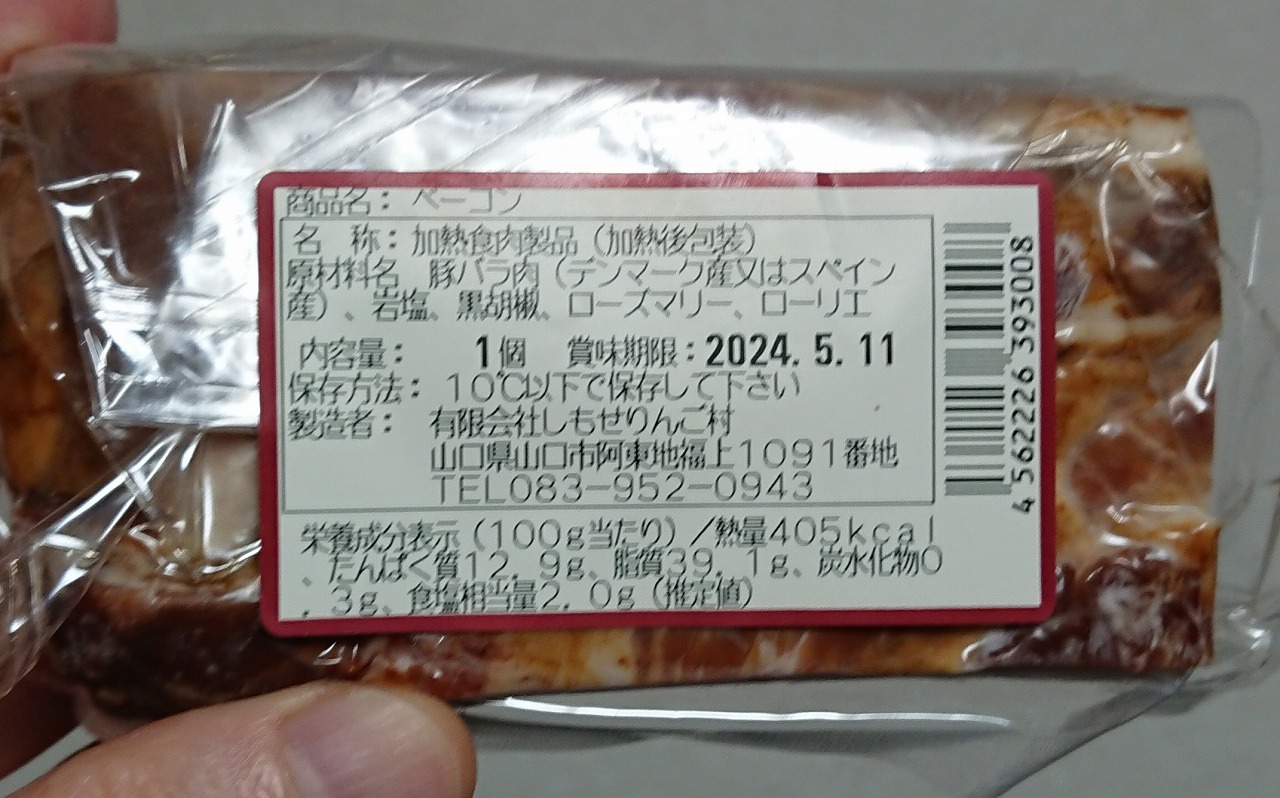 商品名： ベーコン
名 称：加熱食肉製品（加熱後包装）
原材料名 豚バラ肉（デンマーク産又はスペイン
産）、岩塩、黒胡椒、ローズマリー、ローリエ
内容量： 1個 賞味期限：2024. 5. 11
保存方法： 10℃以下で保存して下さい
製造者： 有限会社しもせりんご村
山口県山口市阿東地福上1091番地
TEL083-952-0943
栄養成分表示（100g当たり）／熱量405kcal
、たんぱく質12．9g、脂質39．1g、炭水化物0
．3g、食塩相当量2．0g（推定値）
4562226393008